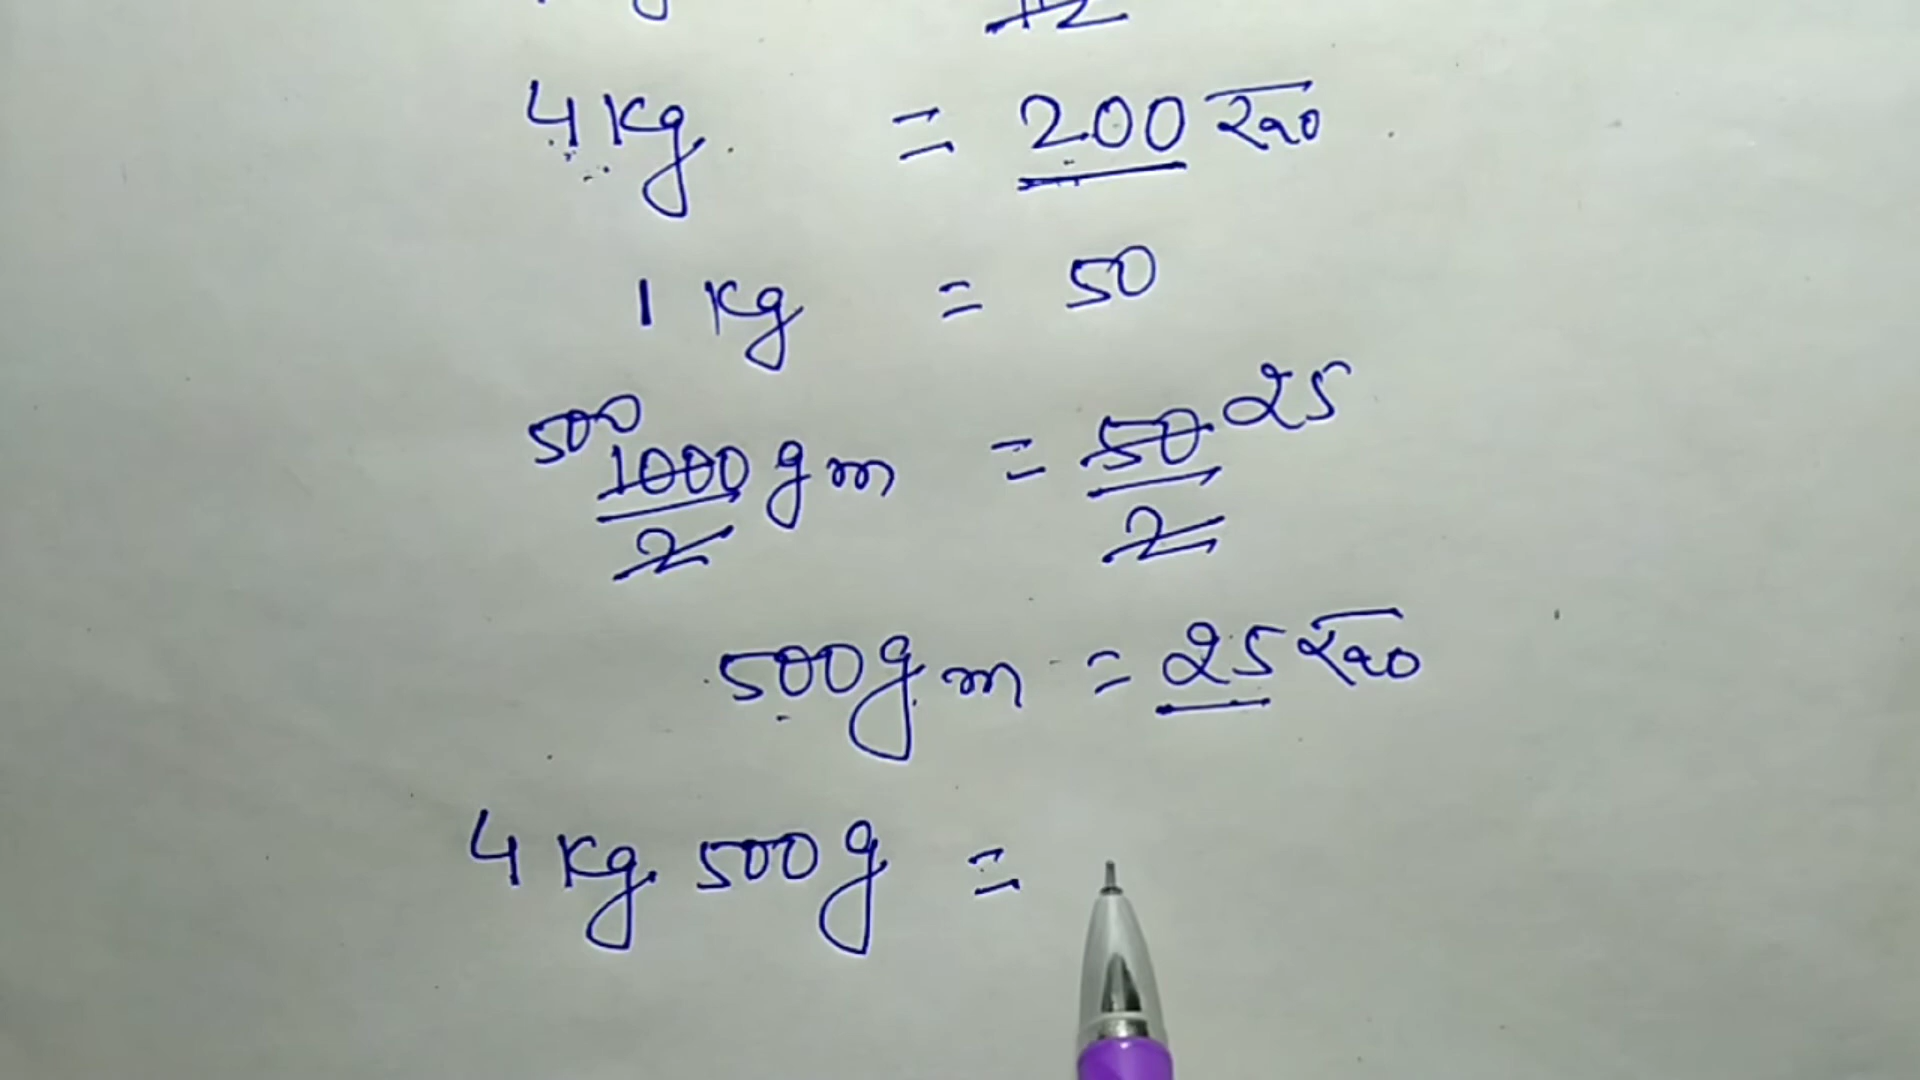 12
4 Kg = 200 रू०
1 Kg = 50
500 1000 gm = 50 25
2 2
500 gm = 25 रू०
4 Kg 500 g =